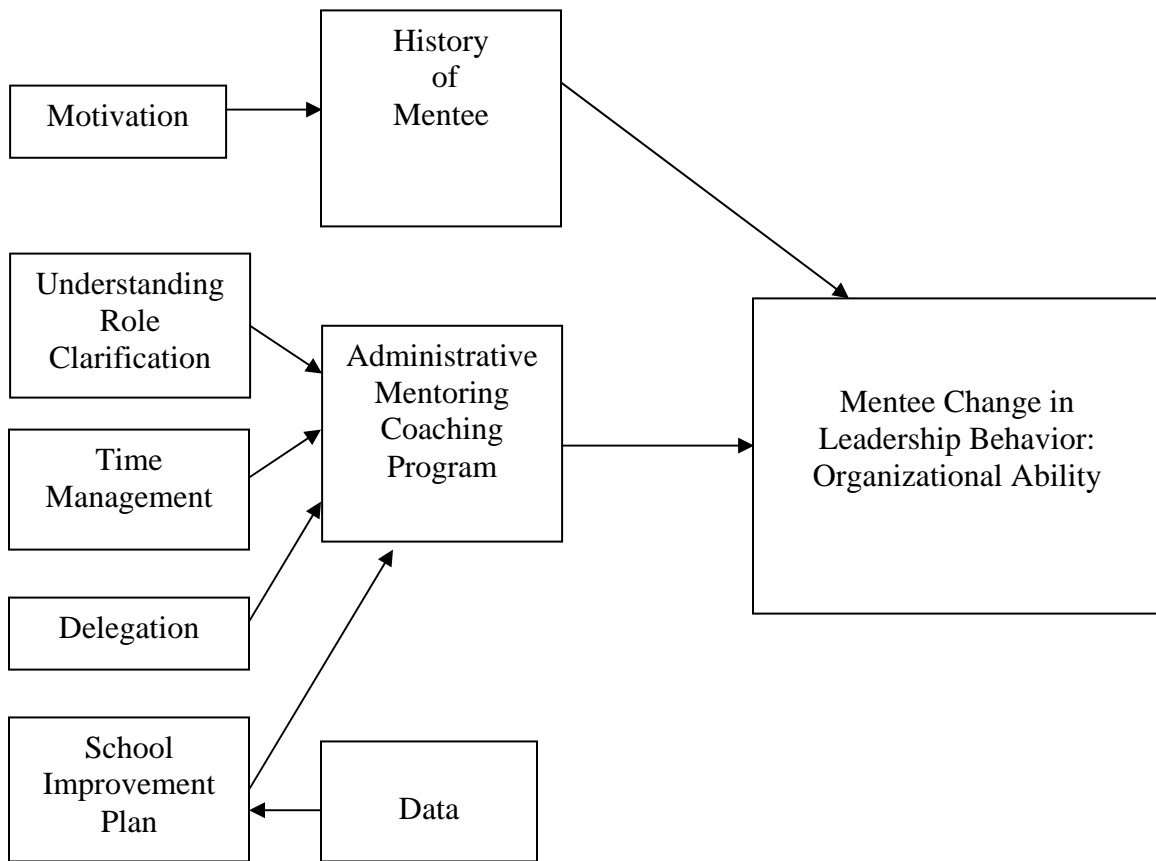 History
of
Mentee
Motivation
Understanding
Role
Clarification
Administrative
Mentoring
Coaching
Program
Mentee Change in
Leadership Behavior:
Organizational Ability
Time
Management
Delegation
School
Improvement
Plan
Data